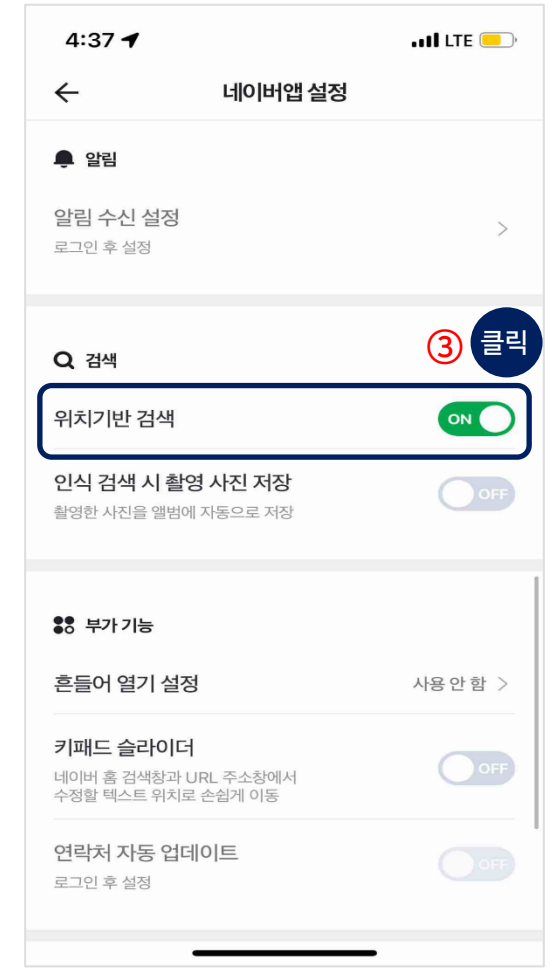 4:37 LTE
네이버앱 설정
알림
알림 수신 설정
로그인 후 설정
③ 클릭
검색
위치기반 검색 ON
인식 검색 시 촬영 사진 저장 OFF
촬영한 사진을 앨범에 자동으로 저장
부가 기능
흔들어 열기 설정 사용 안 함
키패드 슬라이더 OFF
네이버 홈 검색창과 URL 주소창에서
수정할 텍스트 위치로 손쉽게 이동
연락처 자동 업데이트 OFF
로그인 후 설정